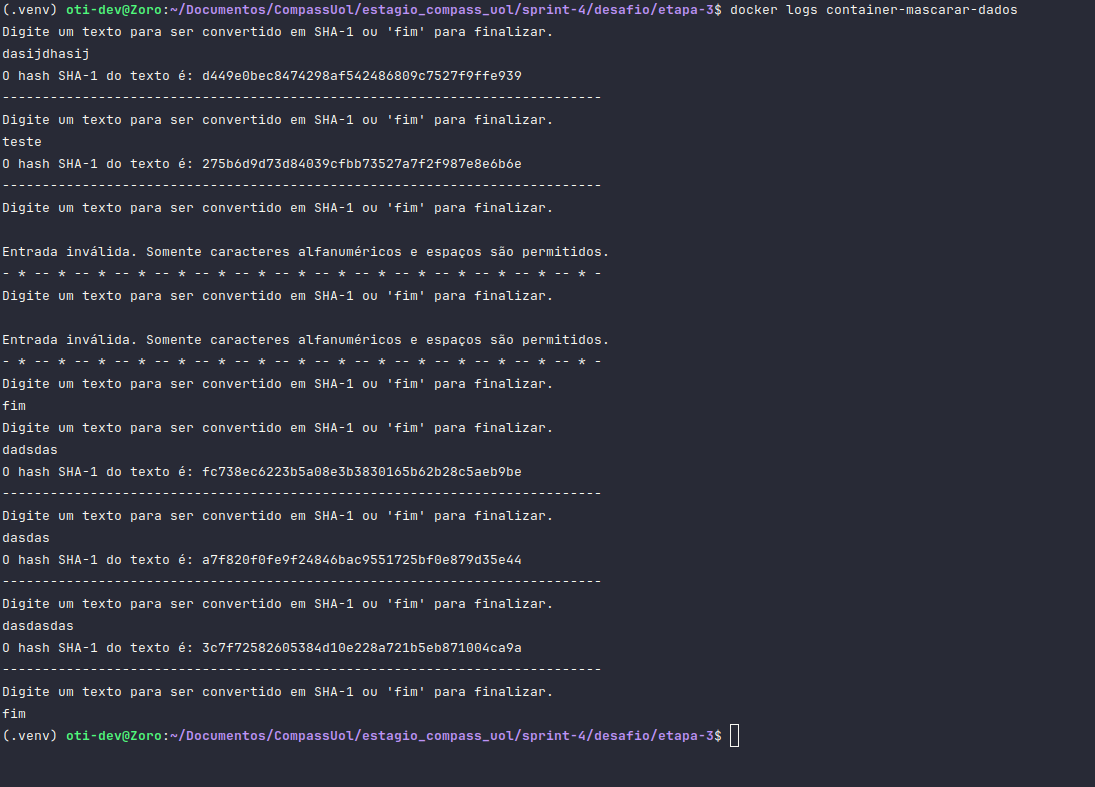 (.venv) oti-dev@Zoro:~/Documentos/CompassUol/estagio_compass_uol/sprint-4/desafio/etapa-3$ docker logs container-mascarar-dados
Digite um texto para ser convertido em SHA-1 ou 'fim' para finalizar.
dasijdhasij
O hash SHA-1 do texto é: d449e0bec8474298af542486809c7527f9ffe939
---------------------------------------------------------------------------
Digite um texto para ser convertido em SHA-1 ou 'fim' para finalizar.
teste
O hash SHA-1 do texto é: 275b6d9d73d84039cfbb73527a7f2f987e8e6b6e
---------------------------------------------------------------------------
Digite um texto para ser convertido em SHA-1 ou 'fim' para finalizar.
Entrada inválida. Somente caracteres alfanuméricos e espaços são permitidos.
- * -- * -- * -- * -- * -- * -- * -- * -- * -- * -- * -- * -- * -- * -- * -
Digite um texto para ser convertido em SHA-1 ou 'fim' para finalizar.
Entrada inválida. Somente caracteres alfanuméricos e espaços são permitidos.
- * -- * -- * -- * -- * -- * -- * -- * -- * -- * -- * -- * -- * -- * -- * -
Digite um texto para ser convertido em SHA-1 ou 'fim' para finalizar.
fim
Digite um texto para ser convertido em SHA-1 ou 'fim' para finalizar.
dadsdas
O hash SHA-1 do texto é: fc738ec6223b5a08e3b3830165b62b28c5aeb9be
---------------------------------------------------------------------------
Digite um texto para ser convertido em SHA-1 ou 'fim' para finalizar.
dasdas
O hash SHA-1 do texto é: a7f820f0fe9f24846bac9551725bf0e879d35e44
---------------------------------------------------------------------------
Digite um texto para ser convertido em SHA-1 ou 'fim' para finalizar.
dasdasdas
O hash SHA-1 do texto é: 3c7f72582605384d10e228a721b5eb871004ca9a
---------------------------------------------------------------------------
Digite um texto para ser convertido em SHA-1 ou 'fim' para finalizar.
fim
(.venv) oti-dev@Zoro:~/Documentos/CompassUol/estagio_compass_uol/sprint-4/desafio/etapa-3$